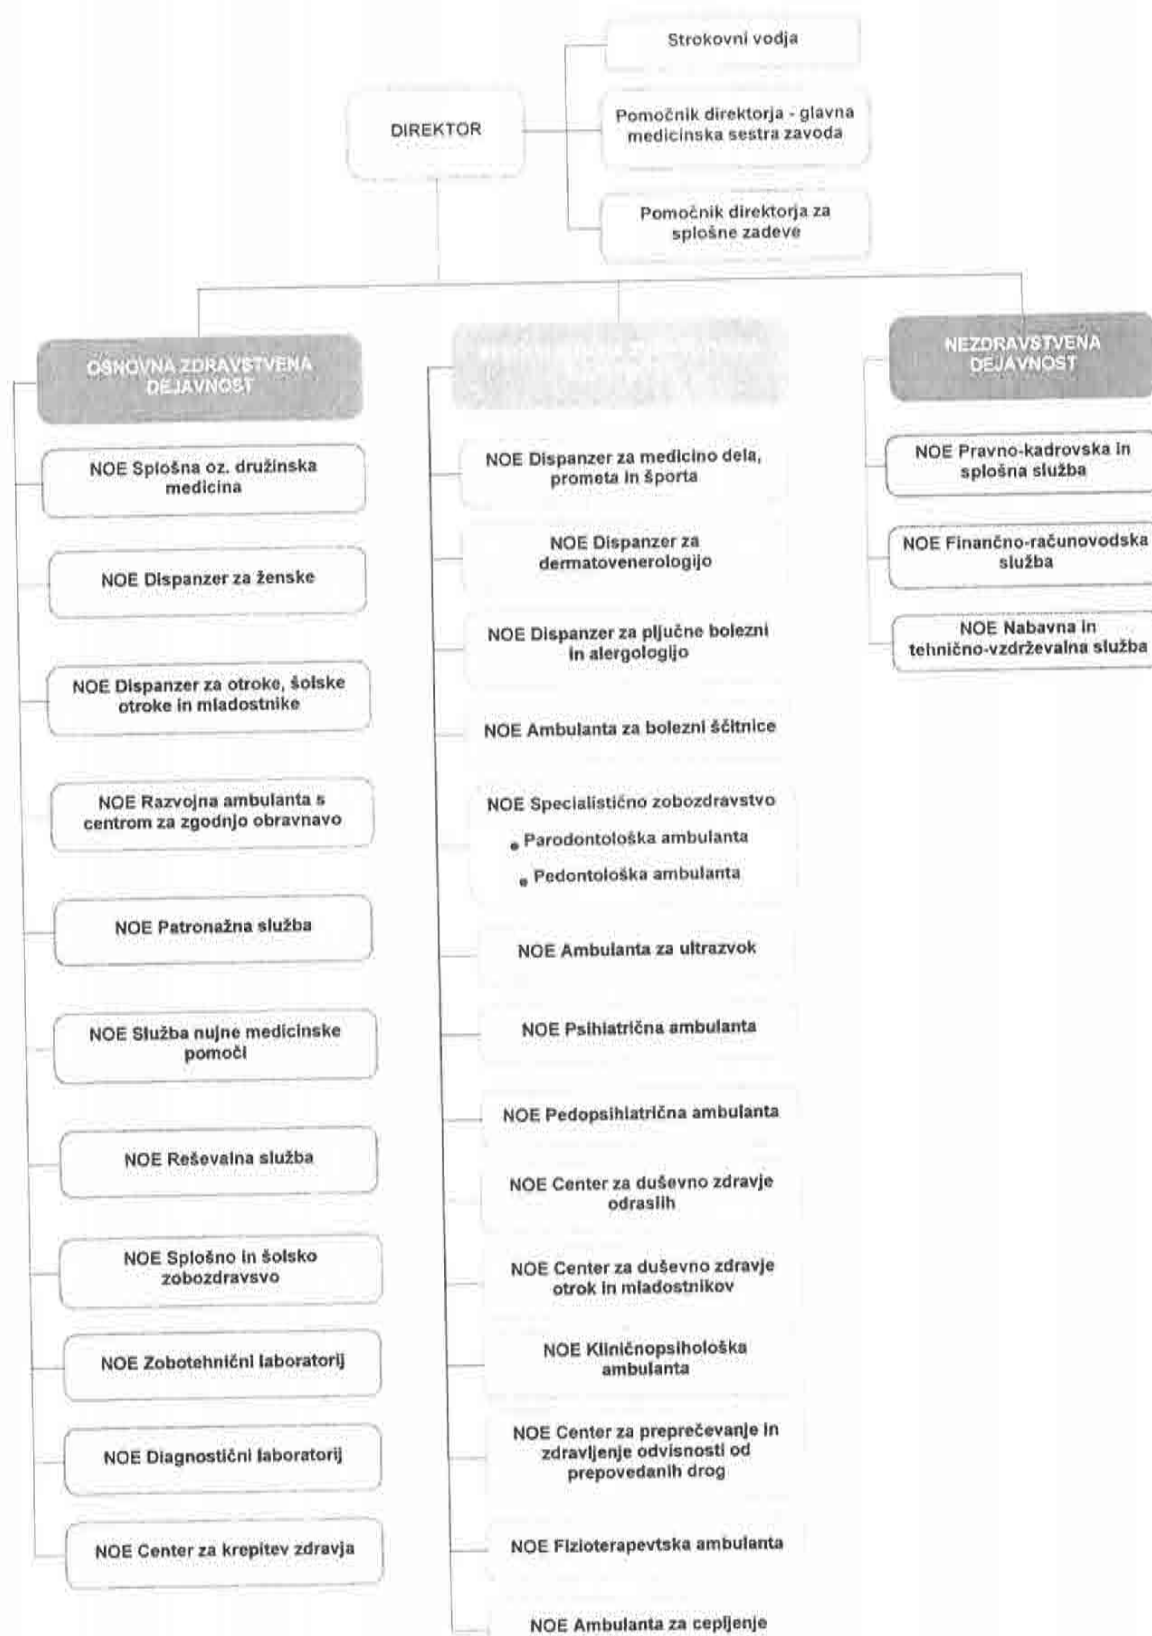 Strokovni vodja
DIREKTOR
Pomočnik direktorja - glavna
medicinska sestra zavoda
Pomočnik direktorja za
splošne zadeve
OSNOVNA ZDRAVSTVENA
DEJAVNOST
NOE Splošna oz. družinska
medicina
NOE Dispanzer za ženske
NOE Dispanzer za otroke, šolske
otroke in mladostnike
NOE Razvojna ambulanta s
centrom za zgodnjo obravnavo
NOE Patronažna služba
NOE Služba nujne medicinske
pomoči
NOE Reševalna služba
NOE Splošno in šolsko
zobozdravsvo
NOE Zobotehnični laboratorij
NOE Diagnostični laboratorij
NOE Center za krepitev zdravja
NOE Dispanzer za medicino dela,
prometa in športa
NOE Dispanzer za
dermatovenerologijo
NOE Dispanzer za pljučne bolezni
in alergologijo
NOE Ambulanta za bolezni ščitnice
NOE Specialistično zobozdravstvo
• Parodontološka ambulanta
• Pedontološka ambulanta
NOE Ambulanta za ultrazvok
NOE Psihiatrična ambulanta
NOE Pedopsihiatrična ambulanta
NOE Center za duševno zdravje
odraslih
NOE Center za duševno zdravje
otrok in mladostnikov
NOE Kliničnopsihološka
ambulanta
NOE Center za preprečevanje in
zdravljenje odvisnosti od
prepovedanih drog
NOE Fizioterapevtska ambulanta
NOE Ambulanta za cepljenje
NEZDRAVSTVENA
DEJAVNOST
NOE Pravno-kadrovska in
splošna služba
NOE Finančno-računovodska
služba
NOE Nabavna in
tehnično-vzdrževalna služba